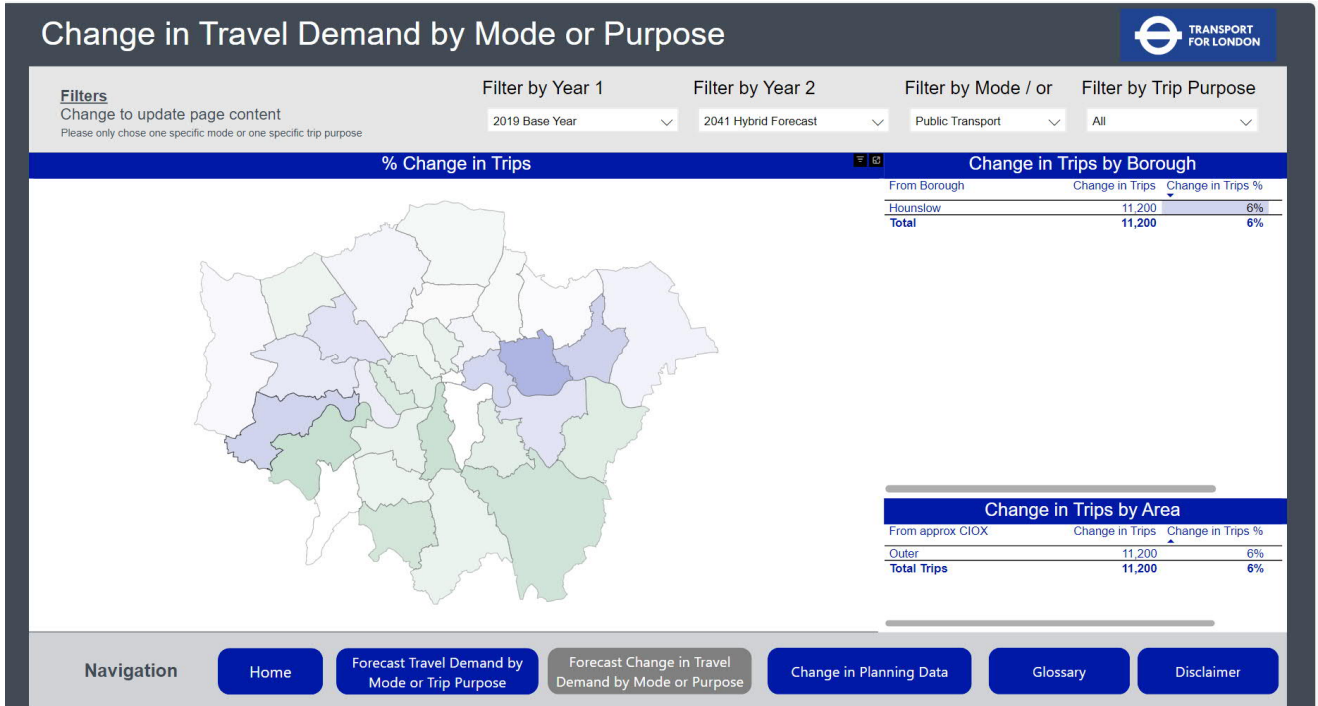 Change in Travel Demand by Mode or Purpose
TRANSPORT
FOR LONDON
Filters
Change to update page content
Please only chose one specific mode or one specific trip purpose
Filter by Year 1
2019 Base Year
Filter by Year 2
2041 Hybrid Forecast
Filter by Mode / or
Public Transport
Filter by Trip Purpose
All
% Change in Trips
Change in Trips by Borough
From Borough Change in Trips Change in Trips %
Hounslow 11,200 6%
Total 11,200 6%
Change in Trips by Area
From approx CIOX Change in Trips Change in Trips %
Outer 11,200 6%
Total Trips 11,200 6%
Navigation
Home
Forecast Travel Demand by
Mode or Trip Purpose
Forecast Change in Travel
Demand by Mode or Purpose
Change in Planning Data
Glossary
Disclaimer